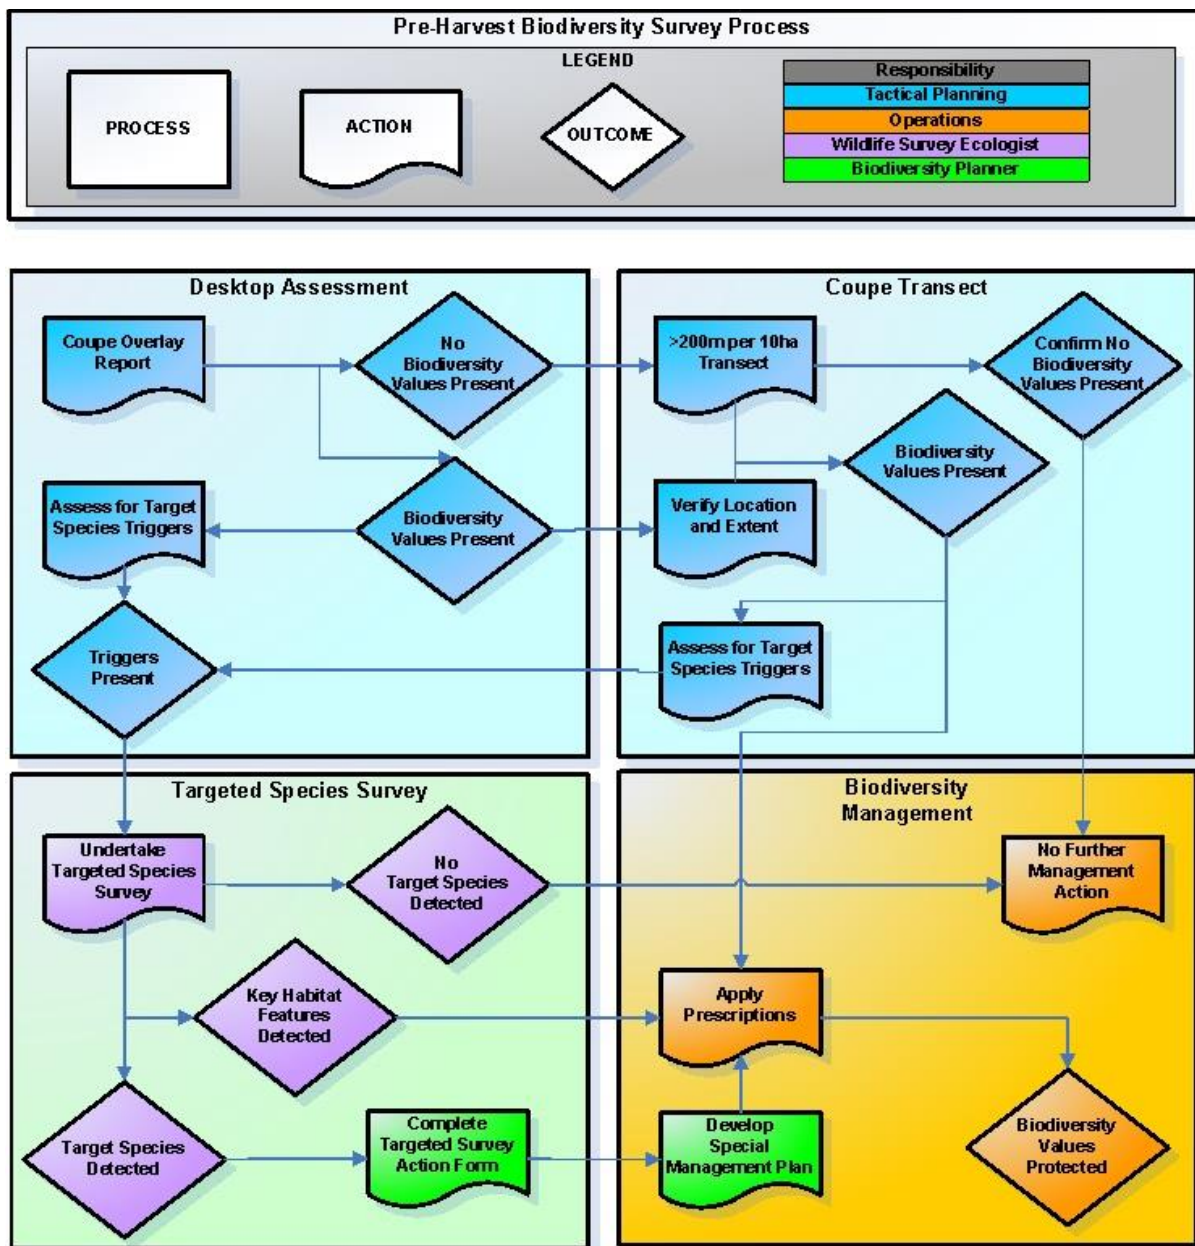 Pre-Harvest Biodiversity Survey Process
LEGEND
PROCESS
ACTION
OUTCOME
Responsibility
Tactical Planning
Operations
Wildlife Survey Ecologist
Biodiversity Planner
Desktop Assessment
Coupe Overlay
Report
No
Biodiversity
Values Present
Assess for Target
Species Triggers
Biodiversity
Values Present
Triggers
Present
Coupe Transect
>200m per 10ha
Transect
Confirm No
Biodiversity
Values Present
Biodiversity
Values Present
Verify Location
and Extent
Assess for Target
Species Triggers
Targeted Species Survey
Undertake
Targeted Species
Survey
No
Target Species
Detected
Key Habitat
Features
Detected
Target Species
Detected
Complete
Targeted Survey
Action Form
Biodiversity
Management
No Further
Management
Action
Apply
Prescriptions
Develop
Special
Management Plan
Biodiversity
Values
Protected